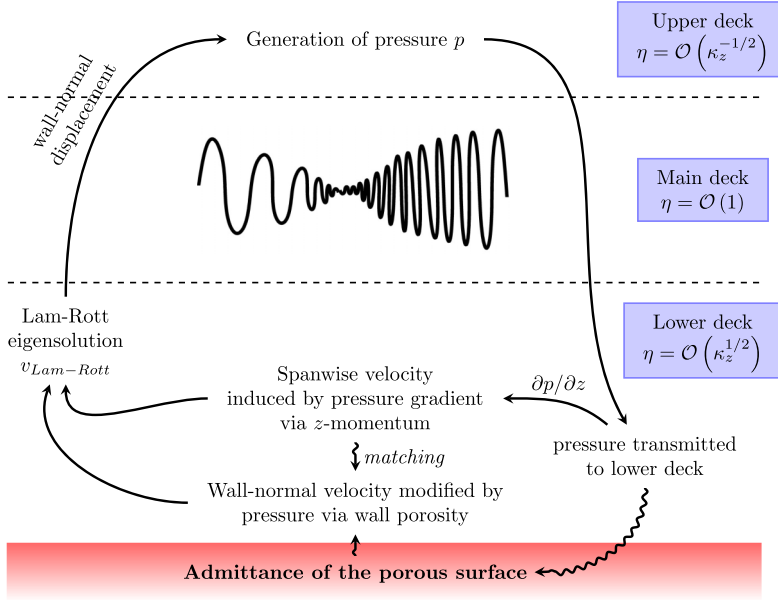 Generation of pressure p
Upper deck
η = O (κ_z^{-1/2})
wall-normal
displacement
Main deck
η = O (1)
Lam-Rott
eigensolution
v_{Lam-Rott}
Lower deck
η = O (κ_z^{1/2})
Spanwise velocity
induced by pressure gradient
via z-momentum
∂p/∂z
pressure transmitted
to lower deck
matching
Wall-normal velocity modified by
pressure via wall porosity
Admittance of the porous surface